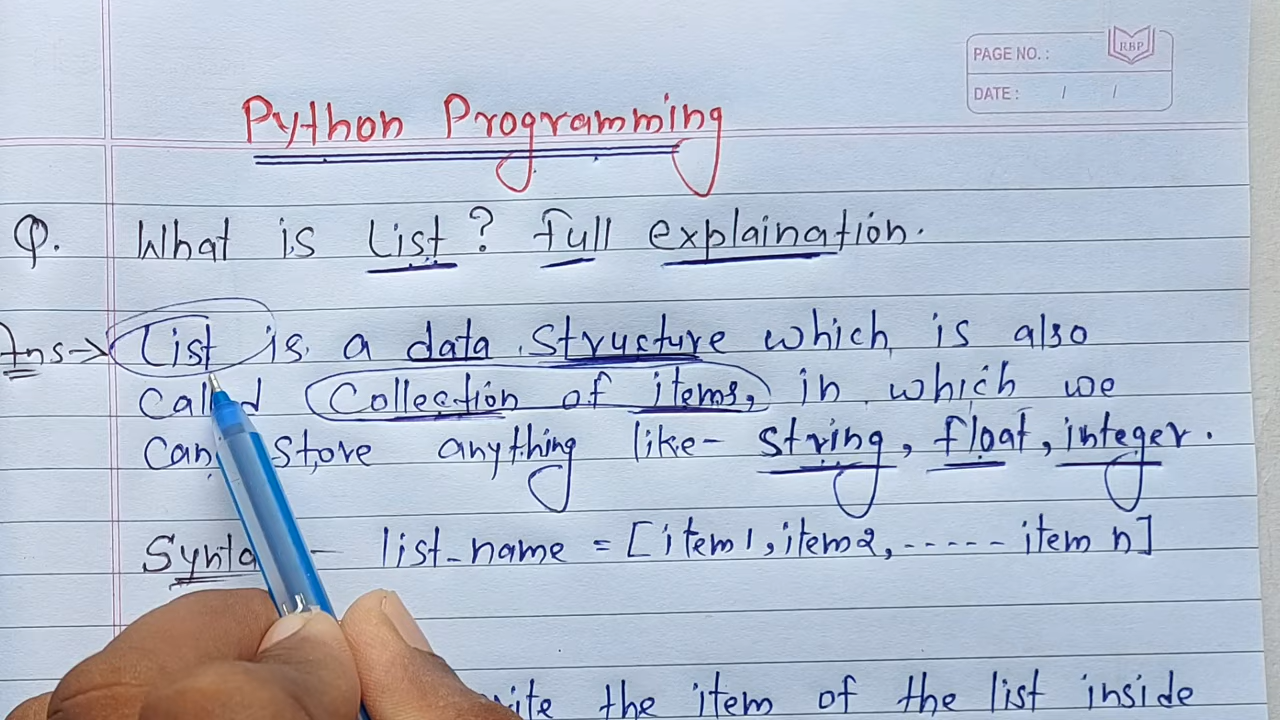 RBP
PAGE NO. :
DATE : / /
Python Programming
Q. What is List? Full explaination.
Ans→ List is a data structure which is also
called Collection of items, in which we
can store anything like- string, float, integer.
list_name = [item1, item2, ----- item n]
the item of the list inside